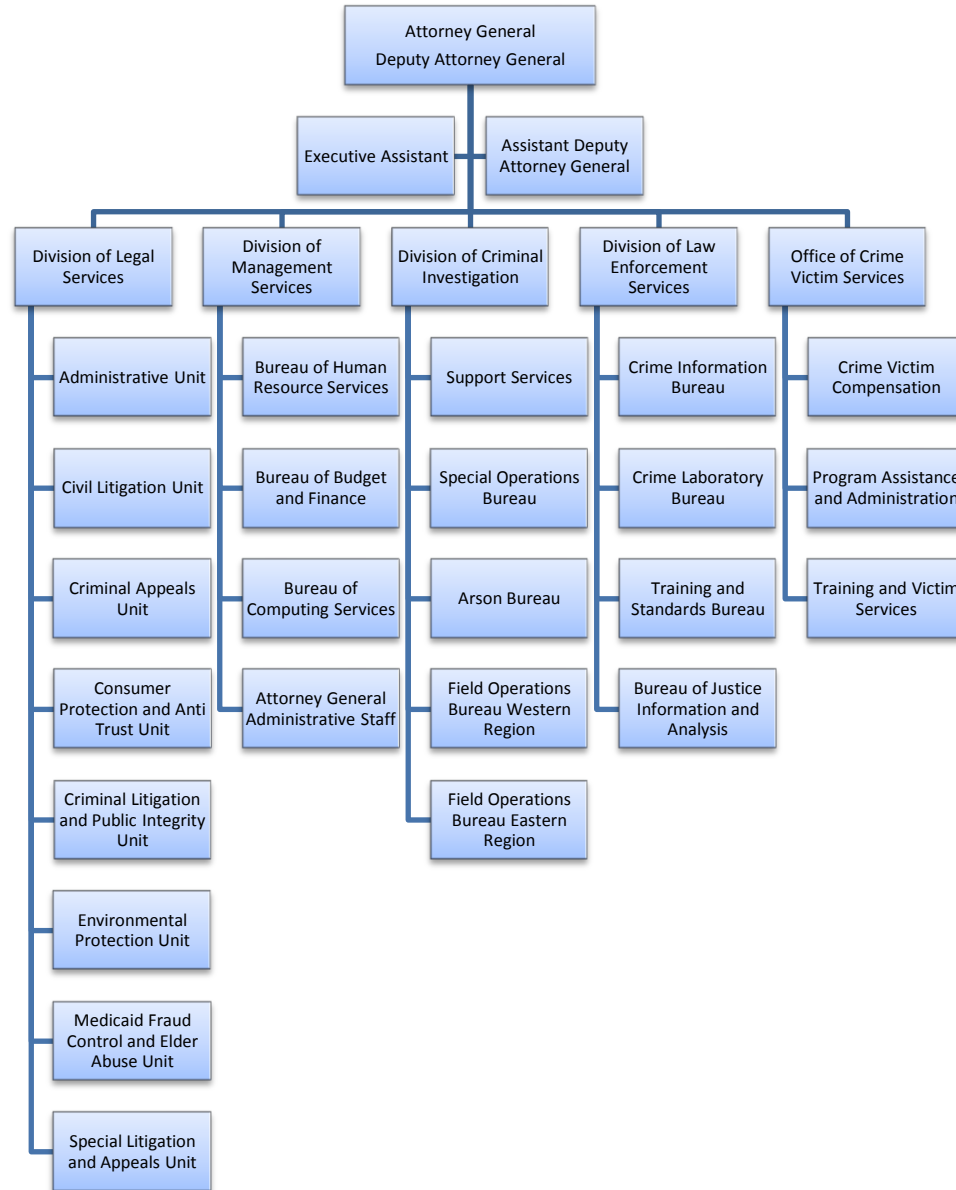 Attorney General
Deputy Attorney General
Executive Assistant
Assistant Deputy
Attorney General
Division of Legal
Services
Division of
Management
Services
Division of Criminal
Investigation
Division of Law
Enforcement
Services
Office of Crime
Victim Services
Administrative Unit
Civil Litigation Unit
Criminal Appeals
Unit
Consumer
Protection and Anti
Trust Unit
Criminal Litigation
and Public Integrity
Unit
Environmental
Protection Unit
Medicaid Fraud
Control and Elder
Abuse Unit
Special Litigation
and Appeals Unit
Bureau of Human
Resource Services
Bureau of Budget
and Finance
Bureau of
Computing Services
Attorney General
Administrative Staff
Support Services
Special Operations
Bureau
Arson Bureau
Field Operations
Bureau Western
Region
Field Operations
Bureau Eastern
Region
Crime Information
Bureau
Crime Laboratory
Bureau
Training and
Standards Bureau
Bureau of Justice
Information and
Analysis
Crime Victim
Compensation
Program Assistance
and Administration
Training and Victim
Services